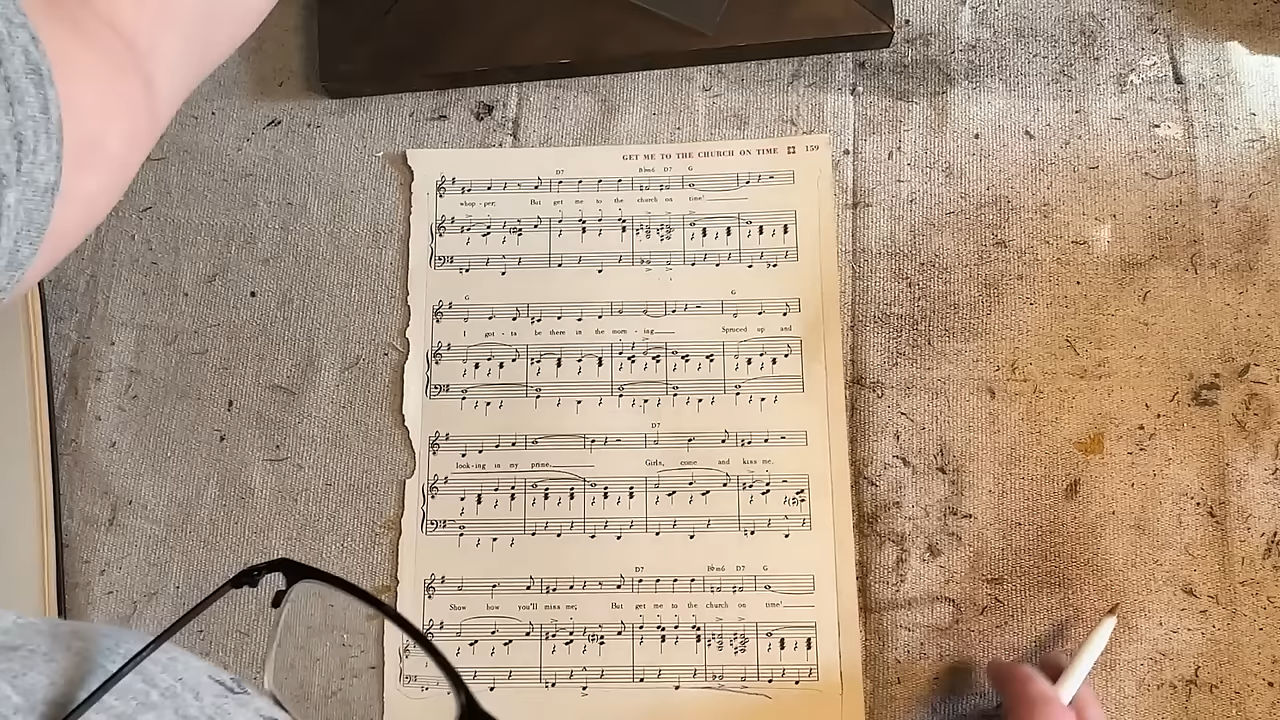 GET ME TO THE CHURCH ON TIME 159
D7 B♭m6 D7 G
whop - per; But get me to the church on time!
G G
I got - ta be there in the morn - ing Spruced up and
D7
look-ing in my prime. Girls, come and kiss me,
D7 B♭m6 D7 G
Show how you'll miss me; But get me to the church on time!